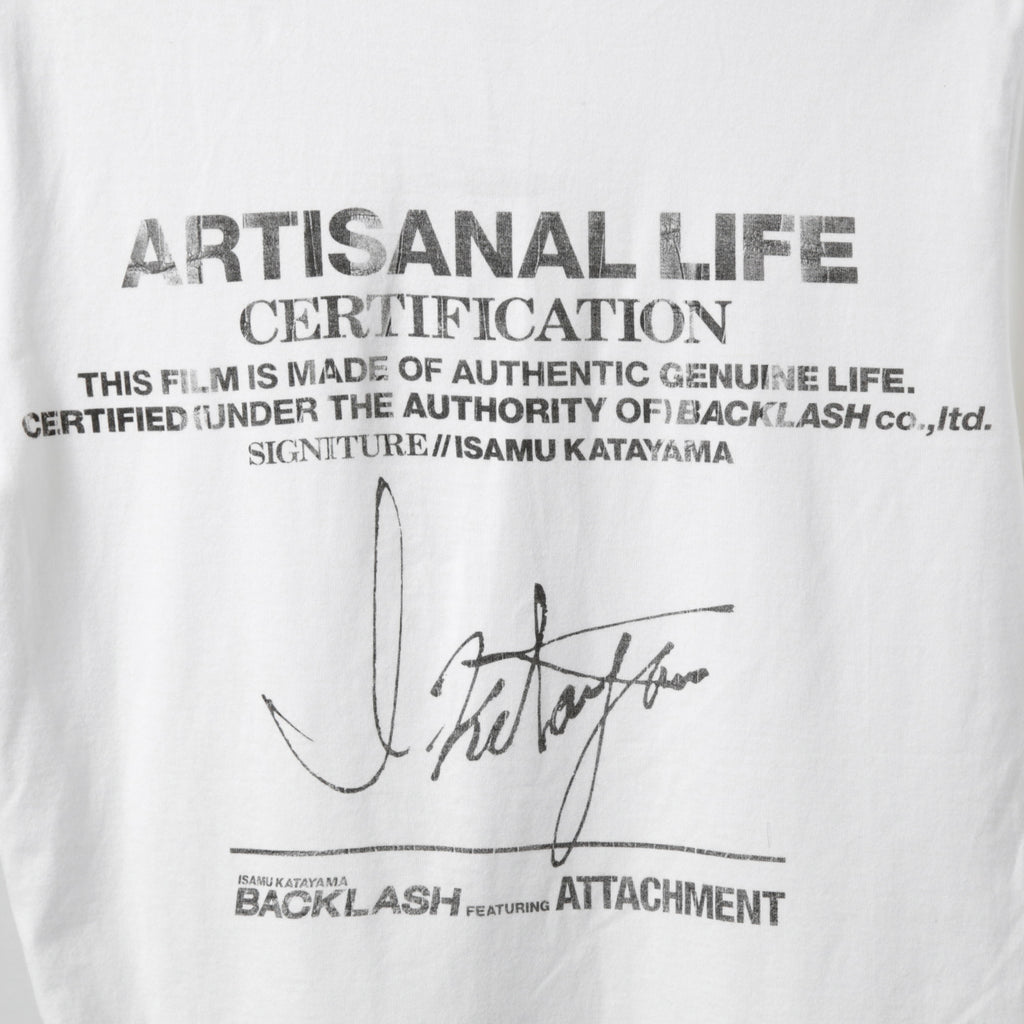 ARTISANAL LIFE
CERTIFICATION
THIS FILM IS MADE OF AUTHENTIC GENUINE LIFE.
CERTIFIED (UNDER THE AUTHORITY OF) BACKLASH co.,ltd.
SIGNITURE//ISAMU KATAYAMA
I Katayama
ISAMU KATAYAMA
BACKLASH FEATURING ATTACHMENT